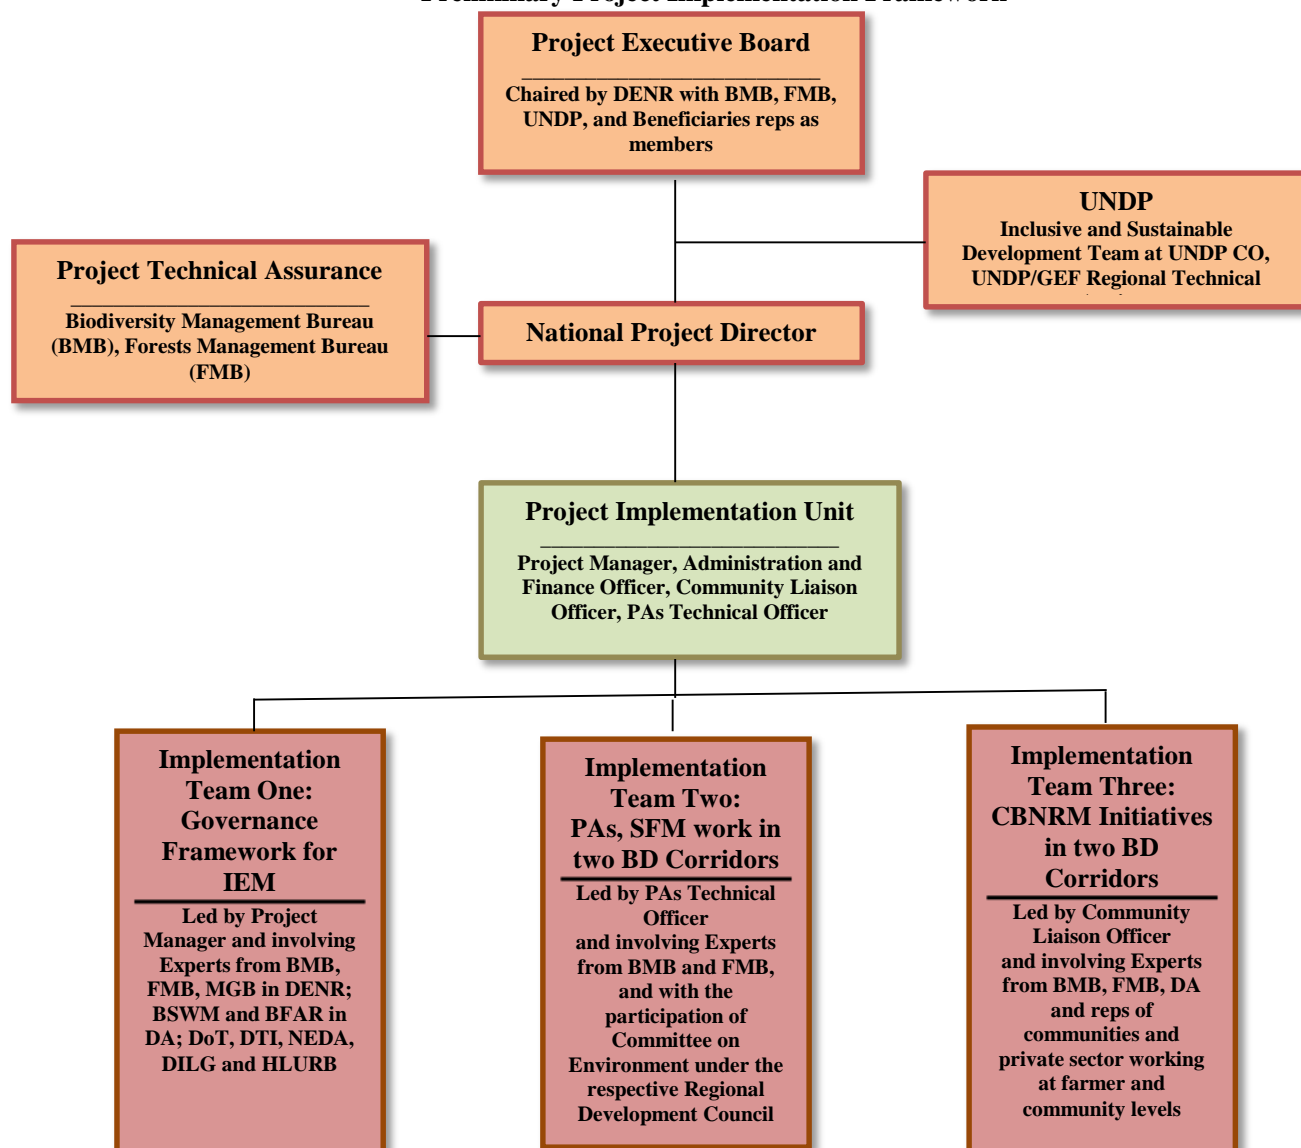 Preliminary Project Implementation Framework
Project Executive Board
Chaired by DENR with BMB, FMB,
UNDP, and Beneficiaries reps as
members
UNDP
Inclusive and Sustainable
Development Team at UNDP CO,
UNDP/GEF Regional Technical
Project Technical Assurance
Biodiversity Management Bureau
(BMB), Forests Management Bureau
(FMB)
National Project Director
Project Implementation Unit
Project Manager, Administration and
Finance Officer, Community Liaison
Officer, PAs Technical Officer
Implementation
Team One:
Governance
Framework for
IEM
Led by Project
Manager and involving
Experts from BMB,
FMB, MGB in DENR;
BSWM and BFAR in
DA; DoT, DTI, NEDA,
DILG and HLURB
Implementation
Team Two:
PAs, SFM work in
two BD Corridors
Led by PAs Technical
Officer
and involving Experts
from BMB and FMB,
and with the
participation of
Committee on
Environment under the
respective Regional
Development Council
Implementation
Team Three:
CBNRM Initiatives
in two BD
Corridors
Led by Community
Liaison Officer
and involving Experts
from BMB, FMB, DA
and reps of
communities and
private sector working
at farmer and
community levels